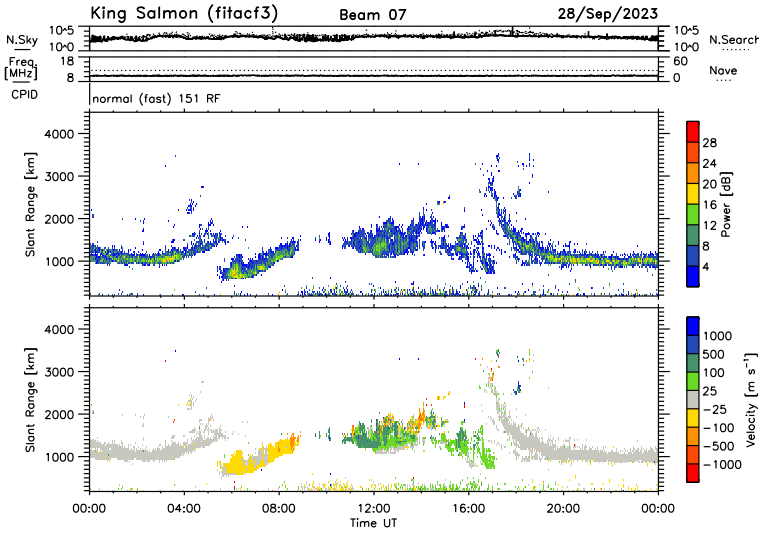 King Salmon (fitacf3) Beam 07 28/Sep/2023
N.Sky 10^5 10^0 10^5 10^0 N.Search
Freq. [MHz] 18 8 60 0 Nave
CPID normal (fast) 151 RF
Slant Range [km] 4000 3000 2000 1000
Power [dB] 28 24 20 16 12 8 4
Slant Range [km] 4000 3000 2000 1000
Velocity [m s⁻¹] 1000 500 100 25 −25 −100 −500 −1000
00:00 04:00 08:00 12:00 16:00 20:00 00:00
Time UT